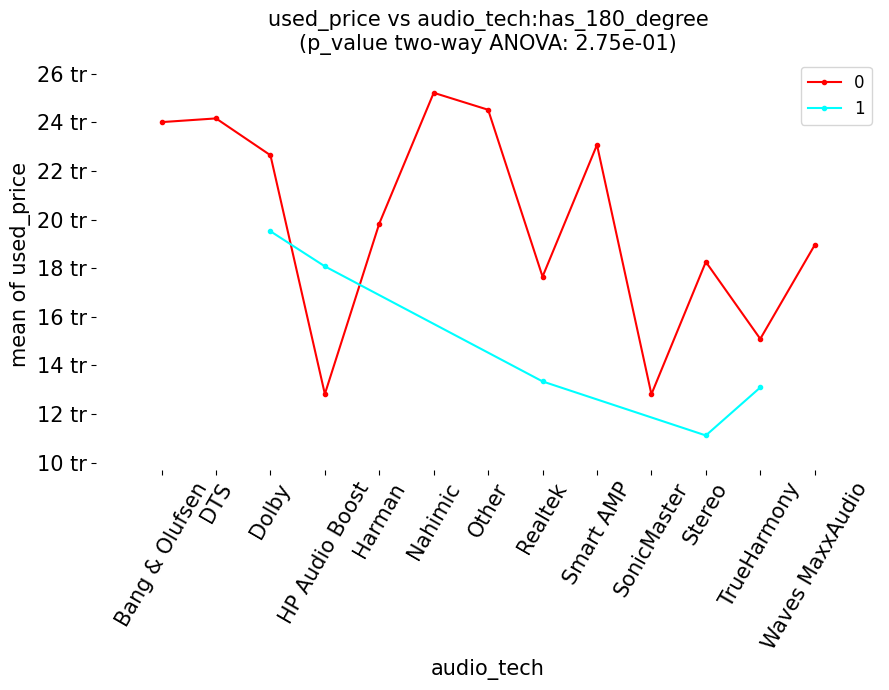 used_price vs audio_tech:has_180_degree
(p_value two-way ANOVA: 2.75e-01)
0
1
mean of used_price
26 tr
24 tr
22 tr
20 tr
18 tr
16 tr
14 tr
12 tr
10 tr
Bang & Olufsen
DTS
Dolby
HP Audio Boost
Harman
Nahimic
Other
Realtek
Smart AMP
SonicMaster
Stereo
TrueHarmony
Waves MaxxAudio
audio_tech